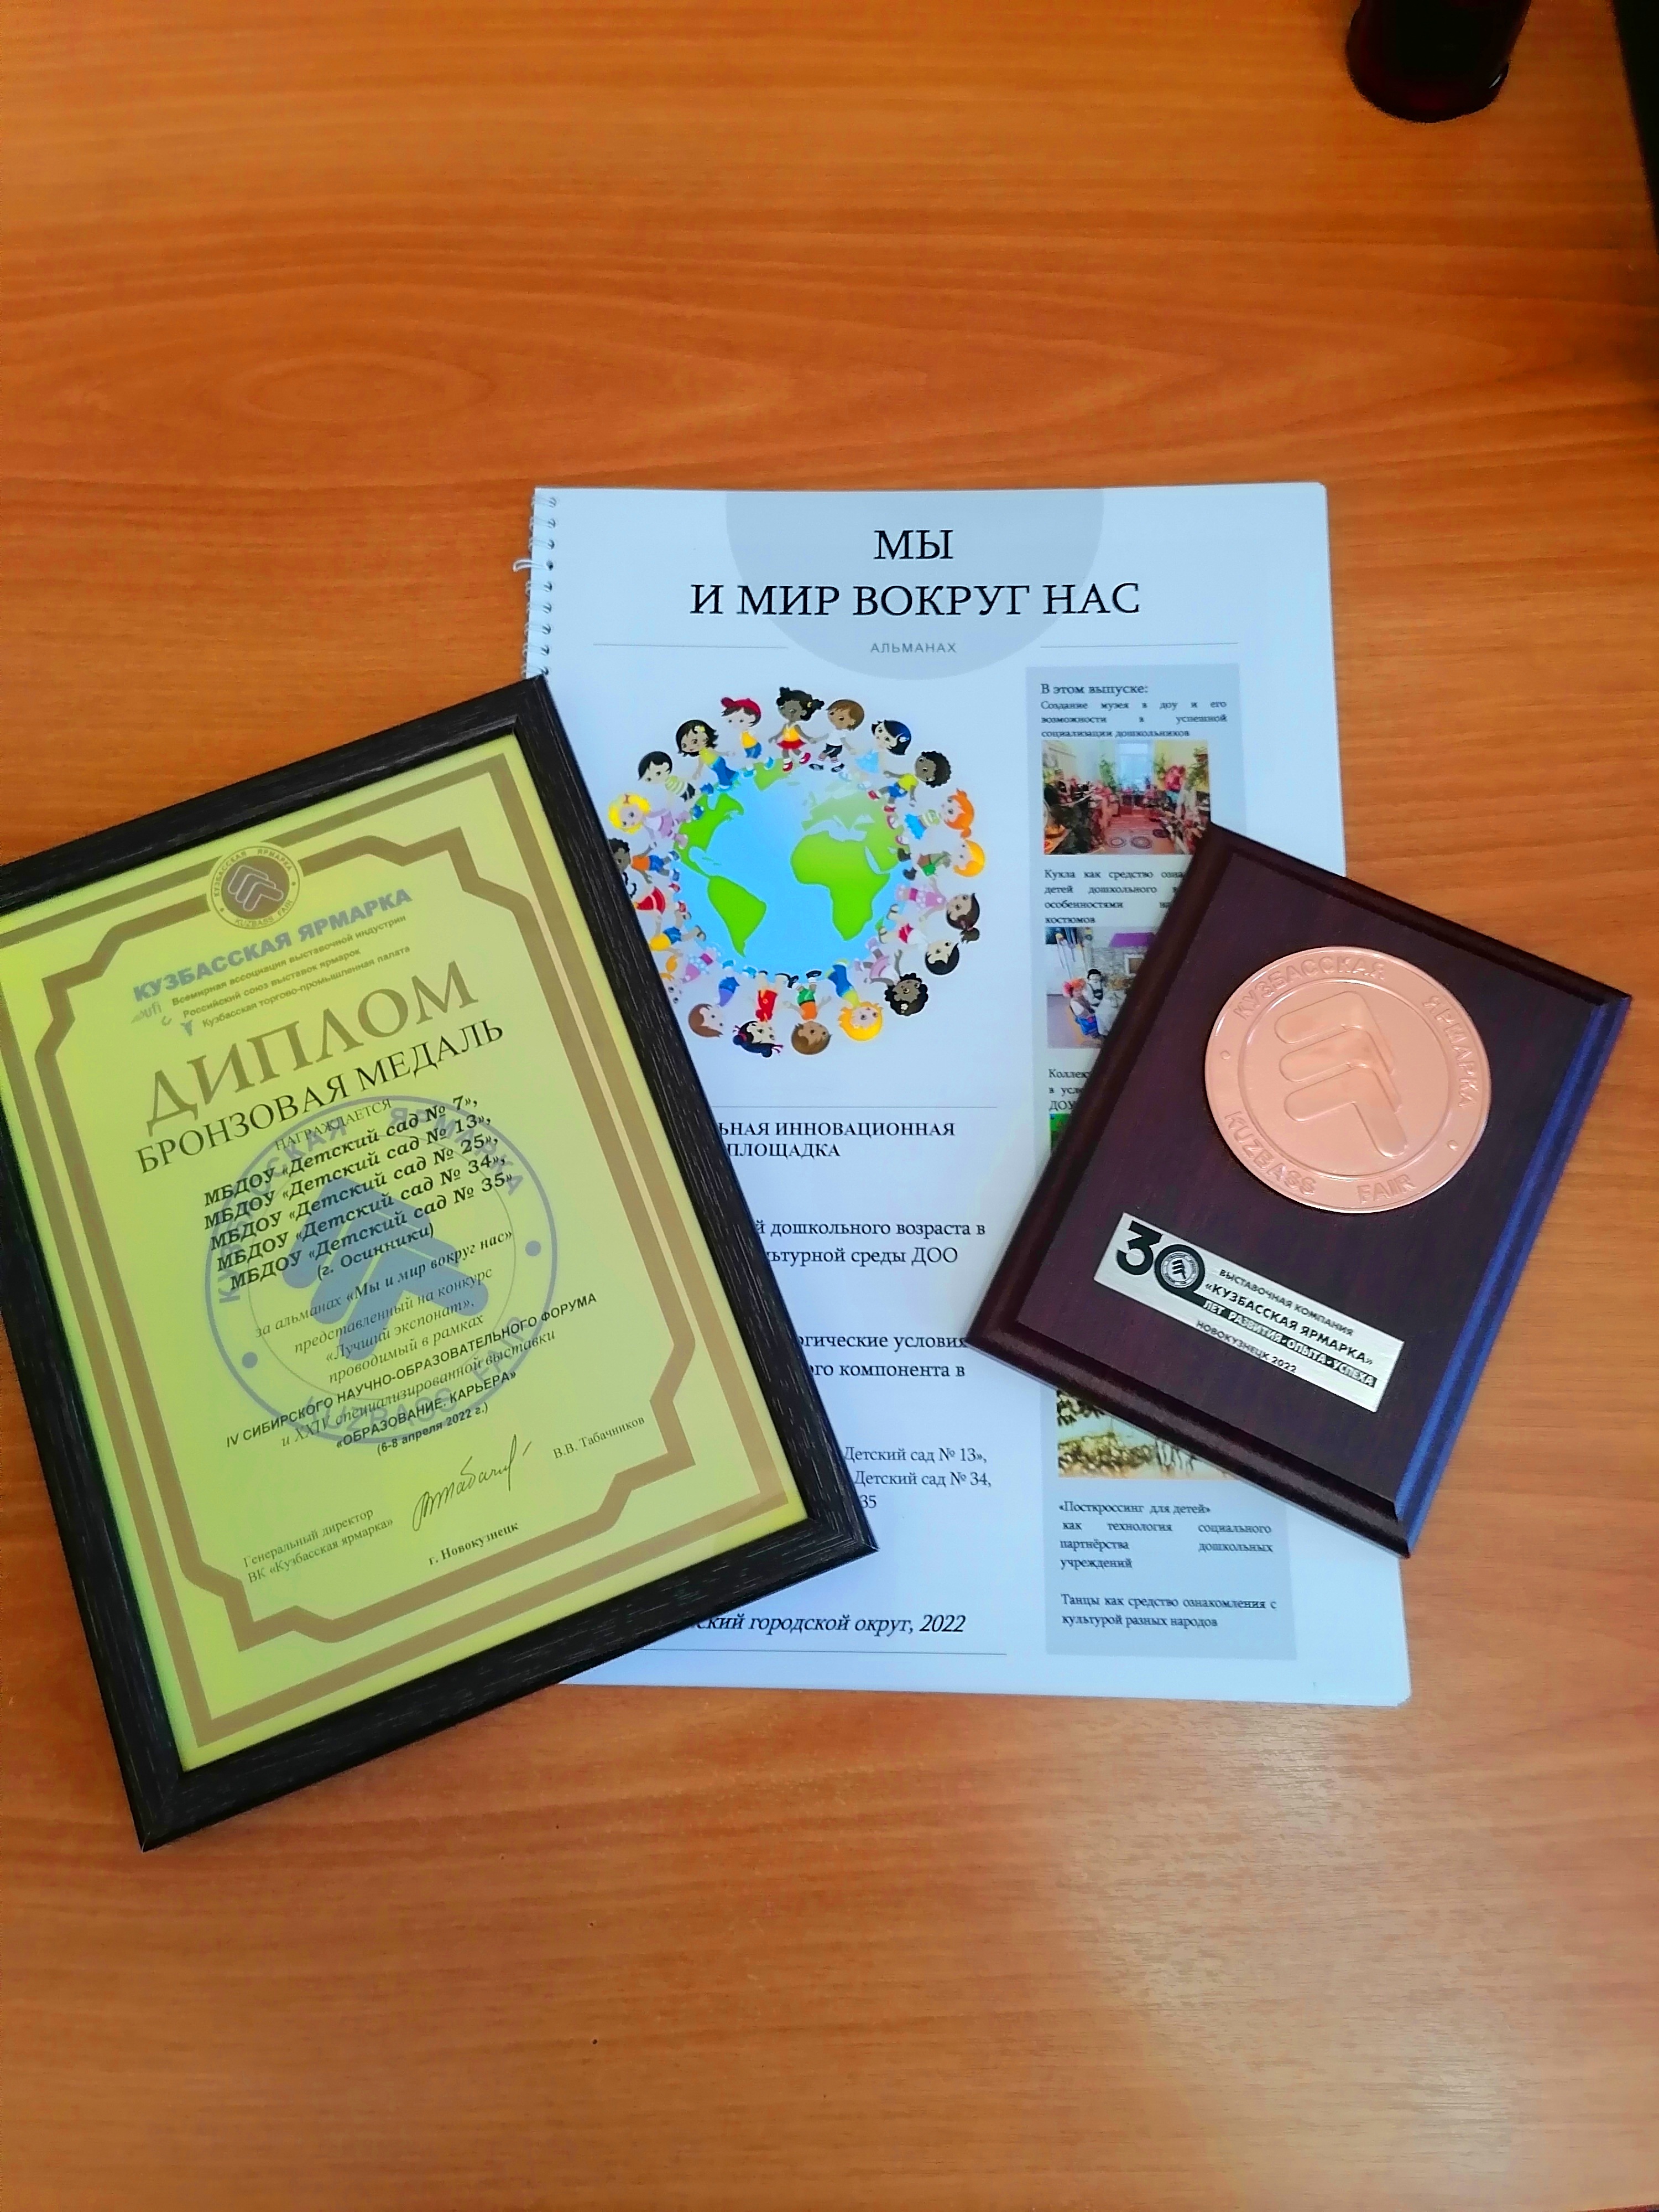 МЫ
И МИР ВОКРУГ НАС
АЛЬМАНАХ
В этом выпуске:
Создание музея в доу и его
возможности в успешной
социализации дошкольников
Кукла как средство
детей дошкольного
особенностями
костюмов
в
ДОУ
«Посткроссинг для детей»
как технология социального
партнёрства дошкольных
учреждений
Танцы как средство ознакомления с
культурой разных народов
ИННОВАЦИОННАЯ
ПЛОЩАДКА
дошкольного возраста в
среды ДОО
условия
компонента в
Детский сад № 13»,
Детский сад № 34,
35
городской округ, 2022
КУЗБАССКАЯ ЯРМАРКА
KUZBASS FAIR
КУЗБАССКАЯ ЯРМАРКА
Всемирная ассоциация выставочной индустрии
Российский союз выставок ярмарок
Кузбасская торгово-промышленная палата
ДИПЛОМ
БРОНЗОВАЯ МЕДАЛЬ
НАГРАЖДАЕТСЯ
МБДОУ «Детский сад № 7»,
МБДОУ «Детский сад № 13»,
МБДОУ «Детский сад № 25»,
МБДОУ «Детский сад № 34»,
МБДОУ «Детский сад № 35»
(г. Осинники)
за альманах «Мы и мир вокруг нас»
представленный на конкурс
«Лучший экспонат»,
проводимый в рамках
IV СИБИРСКОГО НАУЧНО-ОБРАЗОВАТЕЛЬНОГО ФОРУМА
и XXIV специализированной выставки
«ОБРАЗОВАНИЕ. КАРЬЕРА»
(6-8 апреля 2022 г.)
Генеральный директор
ВК «Кузбасская ярмарка»
В.В. Табачников
г. Новокузнецк
КУЗБАССКАЯ ЯРМАРКА
KUZBASS FAIR
КУЗБАССКАЯ ЯРМАРКА
KUZBASS FAIR
30
ВЫСТАВОЧНАЯ КОМПАНИЯ
«КУЗБАССКАЯ ЯРМАРКА»
ЛЕТ РАЗВИТИЯ•ОПЫТА•УСПЕХА
НОВОКУЗНЕЦК 2022